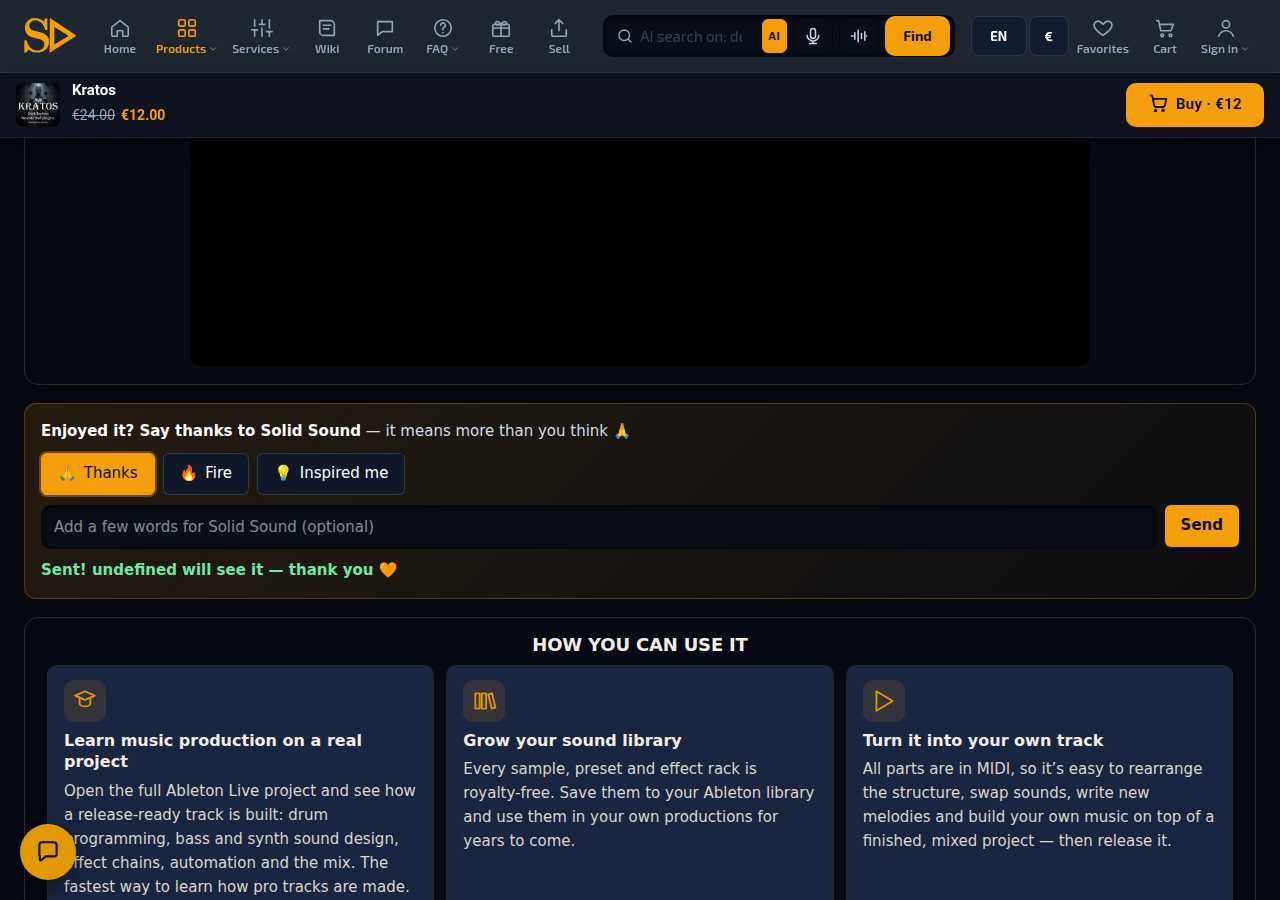 Home
Products
Services
Wiki
Forum
FAQ
Free
Sell
AI search on:
AI
Find
EN
€
Favorites
Cart
Sign in
KRATOS
Kratos
€24.00 €12.00
Buy · €12
Enjoyed it? Say thanks to Solid Sound — it means more than you think 🙏
🙏 Thanks
🔥 Fire
💡 Inspired me
Add a few words for Solid Sound (optional)
Send
Sent! undefined will see it — thank you 🧡
HOW YOU CAN USE IT
Learn music production on a real
project
Open the full Ableton Live project and see how
a release-ready track is built: drum
programming, bass and synth sound design,
effect chains, automation and the mix. The
fastest way to learn how pro tracks are made.
Grow your sound library
Every sample, preset and effect rack is
royalty-free. Save them to your Ableton library
and use them in your own productions for
years to come.
Turn it into your own track
All parts are in MIDI, so it’s easy to rearrange
the structure, swap sounds, write new
melodies and build your own music on top of a
finished, mixed project — then release it.